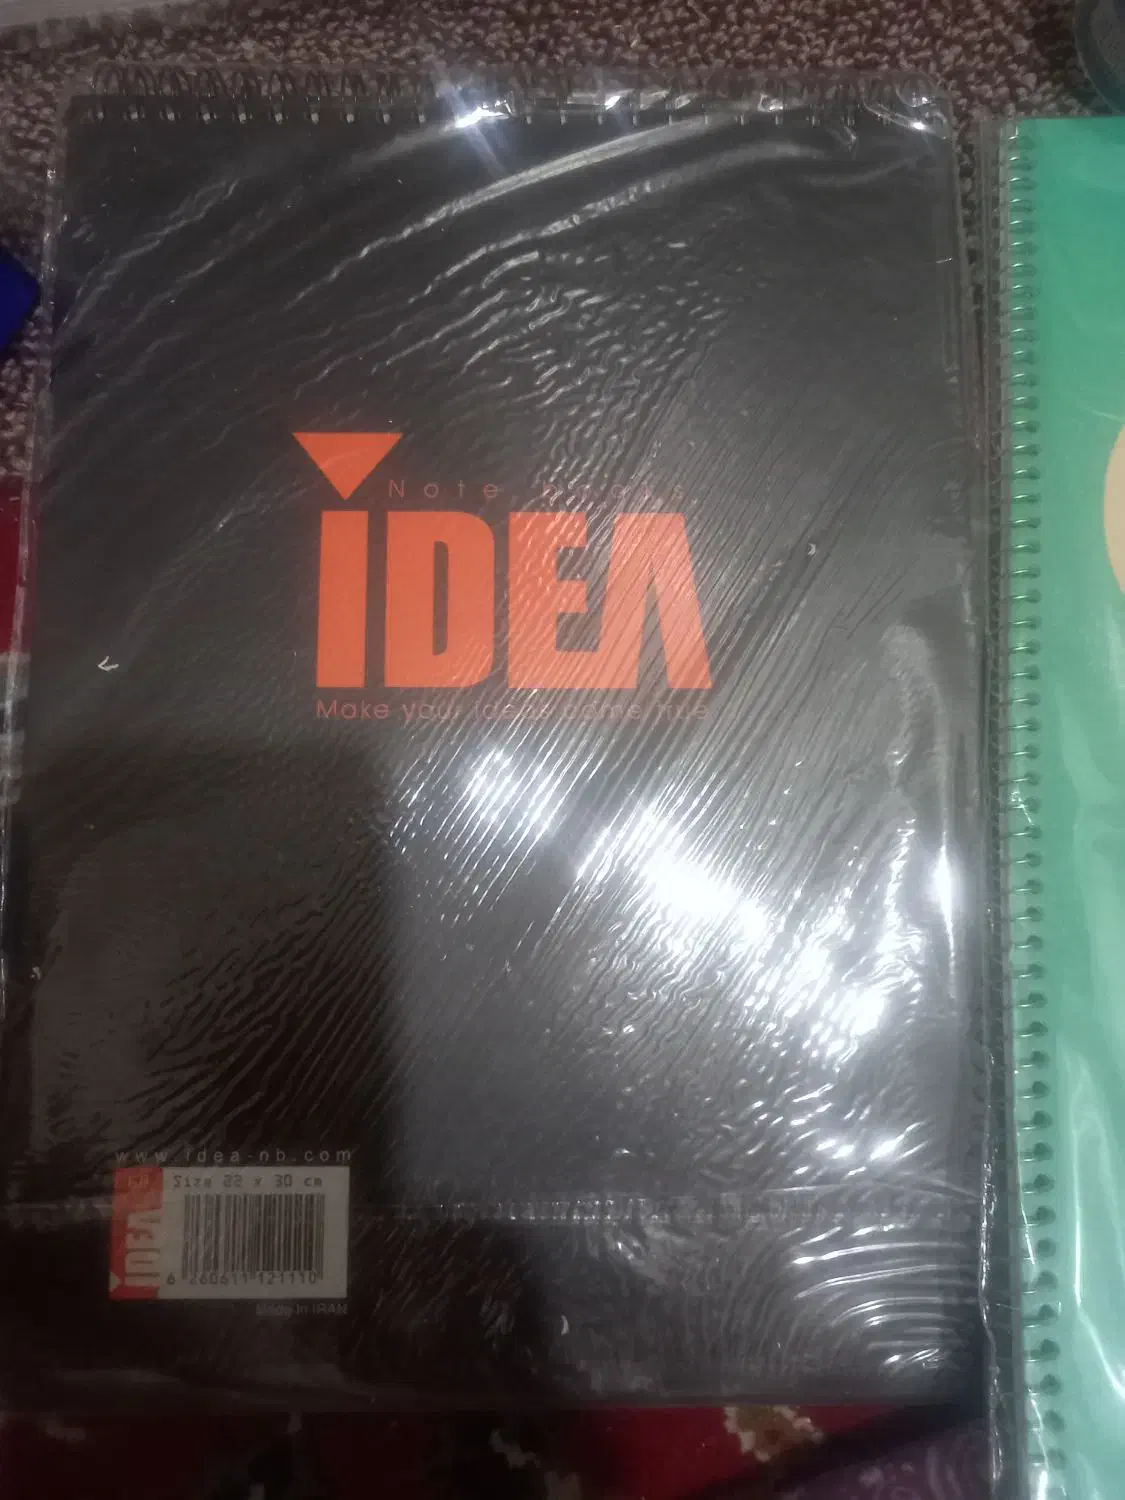 Note books
iDEA
Make your ideas come true
www.idea-nb.com
Size 22 x 30 cm
iDEA
6 260611 121110
Made in IRAN